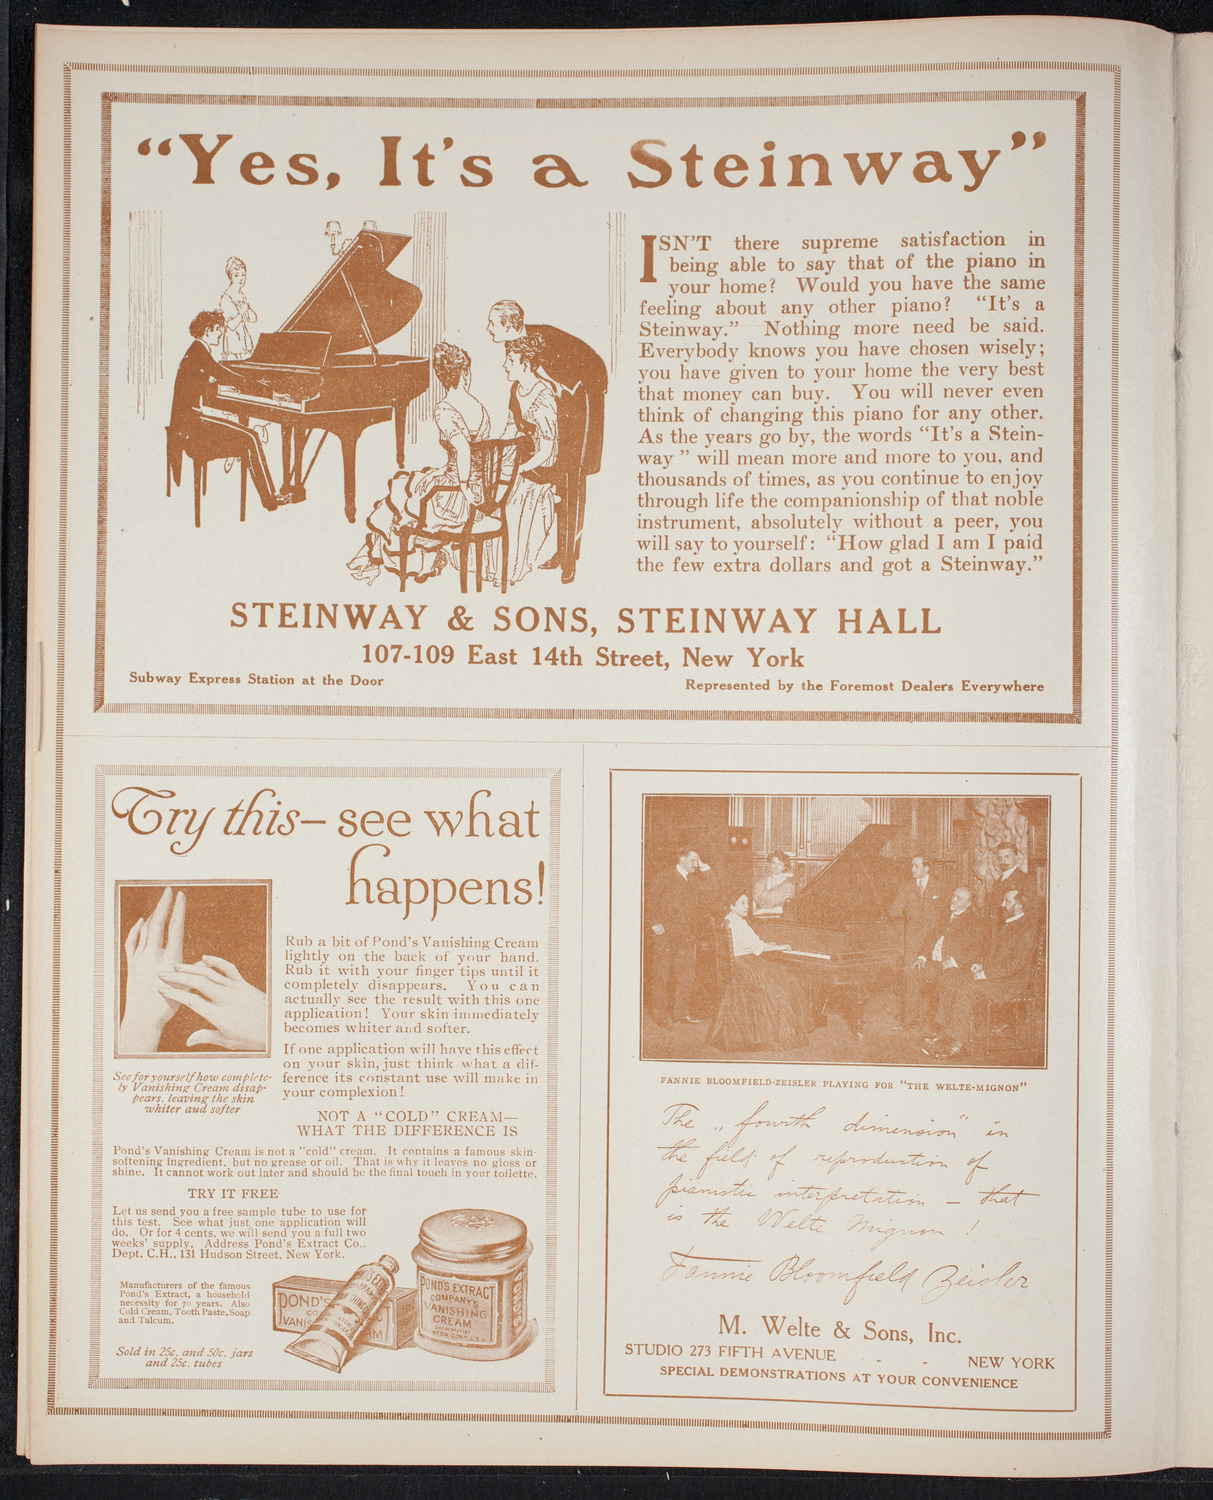 “Yes, It's a Steinway”
ISN'T there supreme satisfaction in
being able to say that of the piano in
your home? Would you have the same
feeling about any other piano? “It's a
Steinway.” Nothing more need be said.
Everybody knows you have chosen wisely;
you have given to your home the very best
that money can buy. You will never even
think of changing this piano for any other.
As the years go by, the words “It's a Stein-
way ” will mean more and more to you, and
thousands of times, as you continue to enjoy
through life the companionship of that noble
instrument, absolutely without a peer, you
will say to yourself: “How glad I am I paid
the few extra dollars and got a Steinway.”
STEINWAY & SONS, STEINWAY HALL
107-109 East 14th Street, New York
Subway Express Station at the Door
Represented by the Foremost Dealers Everywhere
Try this– see what
happens!
Rub a bit of Pond's Vanishing Cream
lightly on the back of your hand.
Rub it with your finger tips until it
completely disappears. You can
actually see the result with this one
application! Your skin immediately
becomes whiter and softer.
If one application will have this effect
on your skin, just think what a dif-
ference its constant use will make in
your complexion!
See for yourself how complete-
ly Vanishing Cream disap-
pears, leaving the skin
whiter and softer
NOT A “COLD” CREAM—
WHAT THE DIFFERENCE IS
Pond's Vanishing Cream is not a “cold” cream. It contains a famous skin-
softening ingredient, but no grease or oil. That is why it leaves no gloss or
shine. It cannot work out later and should be the final touch in your toilette.
TRY IT FREE
Let us send you a free sample tube to use for
this test. See what just one application will
do. Or for 4 cents, we will send you a full two
weeks' supply. Address Pond's Extract Co.,
Dept. C.H., 131 Hudson Street, New York.
Manufacturers of the famous
Pond's Extract, a household
necessity for 70 years. Also
Cold Cream, Tooth Paste, Soap
and Talcum.
Sold in 25c. and 50c. jars
and 25c. tubes
POND'S
CO
VANIS
AM
POND'S EXTRACT
COMPANY'S
VANISHING
CREAM
FANNIE BLOOMFIELD-ZEISLER PLAYING FOR “THE WELTE-MIGNON”
The „fourth dimension“ in
the field of reproduction of
pianistic interpretation – that
is the Welte Mignon !
Fannie Bloomfield Zeisler
M. Welte & Sons, Inc.
STUDIO 273 FIFTH AVENUE - - NEW YORK
SPECIAL DEMONSTRATIONS AT YOUR CONVENIENCE